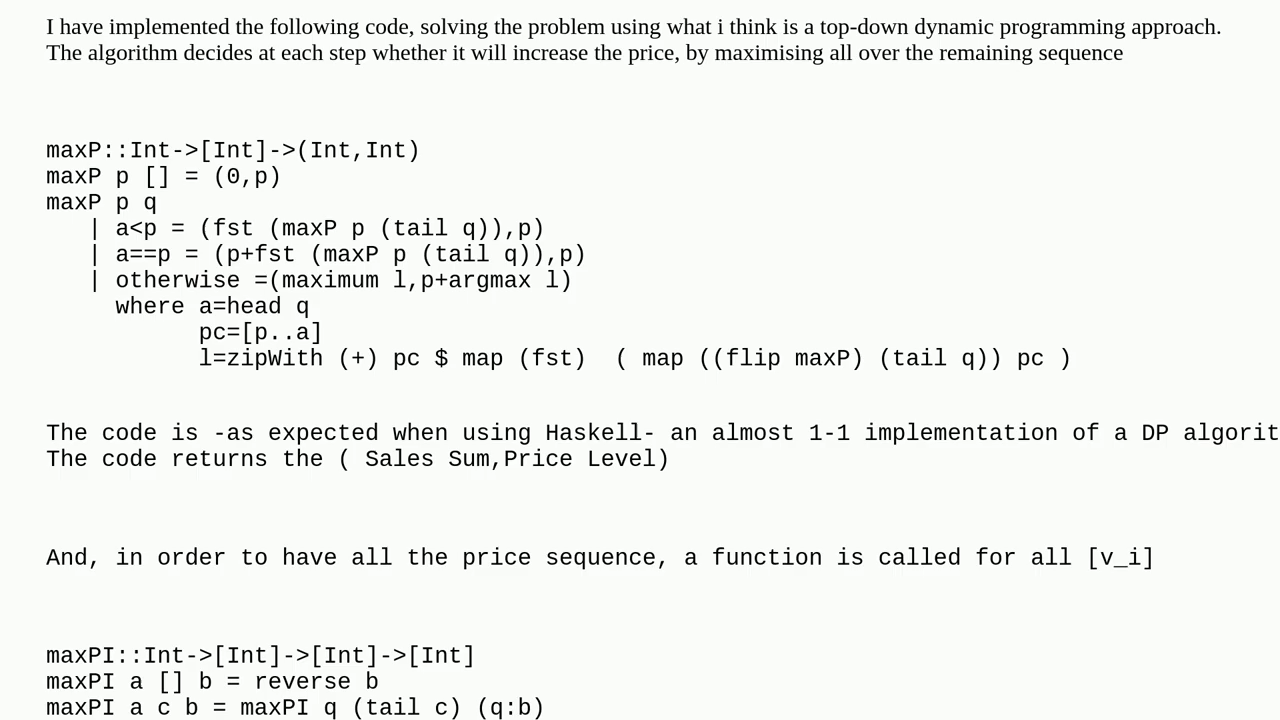 I have implemented the following code, solving the problem using what i think is a top-down dynamic programming approach.
The algorithm decides at each step whether it will increase the price, by maximising all over the remaining sequence
maxP::Int->[Int]->(Int,Int)
maxP p [] = (0,p)
maxP p q
   | a<p = (fst (maxP p (tail q)),p)
   | a==p = (p+fst (maxP p (tail q)),p)
   | otherwise =(maximum l,p+argmax l)
     where a=head q
           pc=[p..a]
           l=zipWith (+) pc $ map (fst)  ( map ((flip maxP) (tail q)) pc )
The code is -as expected when using Haskell- an almost 1-1 implementation of a DP algorit
The code returns the ( Sales Sum,Price Level)
And, in order to have all the price sequence, a function is called for all [v_i]
maxPI::Int->[Int]->[Int]->[Int]
maxPI a [] b = reverse b
maxPI a c b = maxPI q (tail c) (q:b)